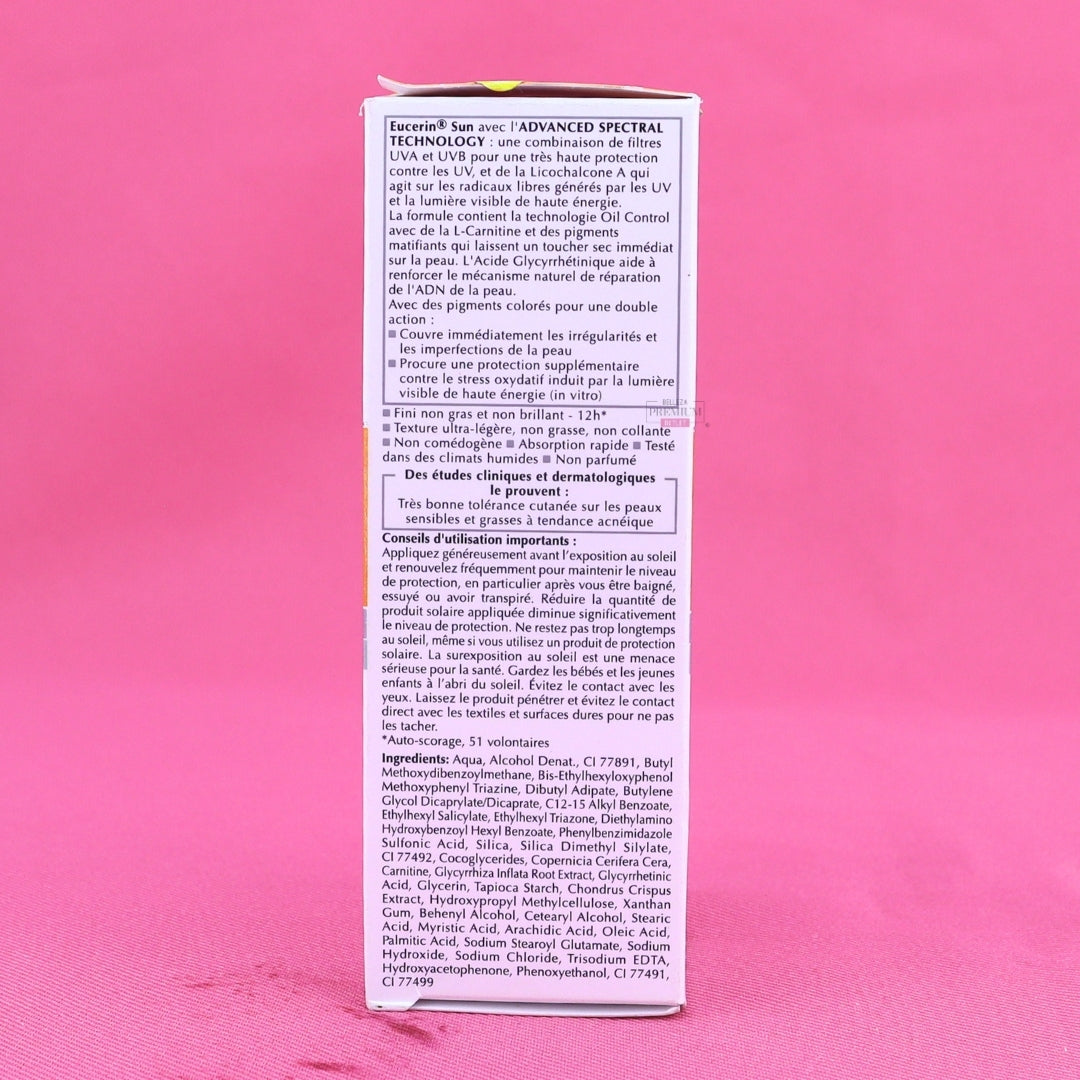 Eucerin® Sun avec l'ADVANCED SPECTRAL
TECHNOLOGY : une combinaison de filtres
UVA et UVB pour une très haute protection
contre les UV, et de la Licochalcone A qui
agit sur les radicaux libres générés par les UV
et la lumière visible de haute énergie.
La formule contient la technologie Oil Control
avec de la L-Carnitine et des pigments
matifiants qui laissent un toucher sec immédiat
sur la peau. L'Acide Glycyrrhétinique aide à
renforcer le mécanisme naturel de réparation
de l'ADN de la peau.
Avec des pigments colorés pour une double
action :
■ Couvre immédiatement les irrégularités et
les imperfections de la peau
■ Procure une protection supplémentaire
contre le stress oxydatif induit par la lumière
visible de haute énergie (in vitro)
BELLEZA
PREMIUM
■ Fini non gras et non brillant - 12h*
■ Texture ultra-légère, non grasse, non collante
■ Non comédogène ■ Absorption rapide ■ Testé
dans des climats humides ■ Non parfumé
Des études cliniques et dermatologiques
le prouvent :
Très bonne tolérance cutanée sur les peaux
sensibles et grasses à tendance acnéique
Conseils d'utilisation importants :
Appliquez généreusement avant l'exposition au soleil
et renouvelez fréquemment pour maintenir le niveau
de protection, en particulier après vous être baigné,
essuyé ou avoir transpiré. Réduire la quantité de
produit solaire appliquée diminue significativement
le niveau de protection. Ne restez pas trop longtemps
au soleil, même si vous utilisez un produit de protection
solaire. La surexposition au soleil est une menace
sérieuse pour la santé. Gardez les bébés et les jeunes
enfants à l'abri du soleil. Évitez le contact avec les
yeux. Laissez le produit pénétrer et évitez le contact
direct avec les textiles et surfaces dures pour ne pas
les tacher.
*Auto-scorage, 51 volontaires
Ingredients: Aqua, Alcohol Denat., CI 77891, Butyl
Methoxydibenzoylmethane, Bis-Ethylhexyloxyphenol
Methoxyphenyl Triazine, Dibutyl Adipate, Butylene
Glycol Dicaprylate/Dicaprate, C12-15 Alkyl Benzoate,
Ethylhexyl Salicylate, Ethylhexyl Triazone, Diethylamino
Hydroxybenzoyl Hexyl Benzoate, Phenylbenzimidazole
Sulfonic Acid, Silica, Silica Dimethyl Silylate,
CI 77492, Cocoglycerides, Copernicia Cerifera Cera,
Carnitine, Glycyrrhiza Inflata Root Extract, Glycyrrhetinic
Acid, Glycerin, Tapioca Starch, Chondrus Crispus
Extract, Hydroxypropyl Methylcellulose, Xanthan
Gum, Behenyl Alcohol, Cetearyl Alcohol, Stearic
Acid, Myristic Acid, Arachidic Acid, Oleic Acid,
Palmitic Acid, Sodium Stearoyl Glutamate, Sodium
Hydroxide, Sodium Chloride, Trisodium EDTA,
Hydroxyacetophenone, Phenoxyethanol, CI 77491,
CI 77499